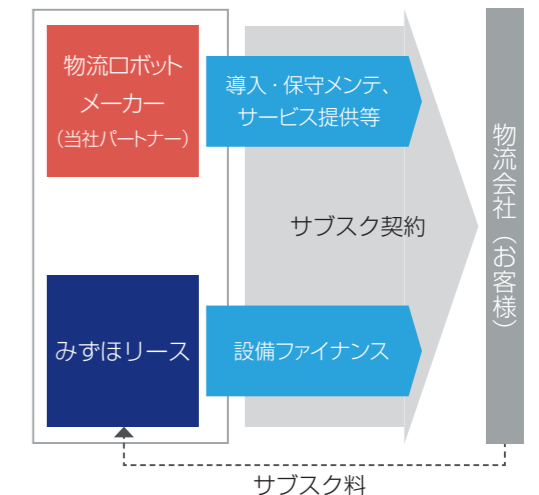 物流ロボット
メーカー
（当社パートナー）
導入・保守メンテ、
サービス提供等
サブスク契約
みずほリース
設備ファイナンス
物流会社（お客様）
サブスク料